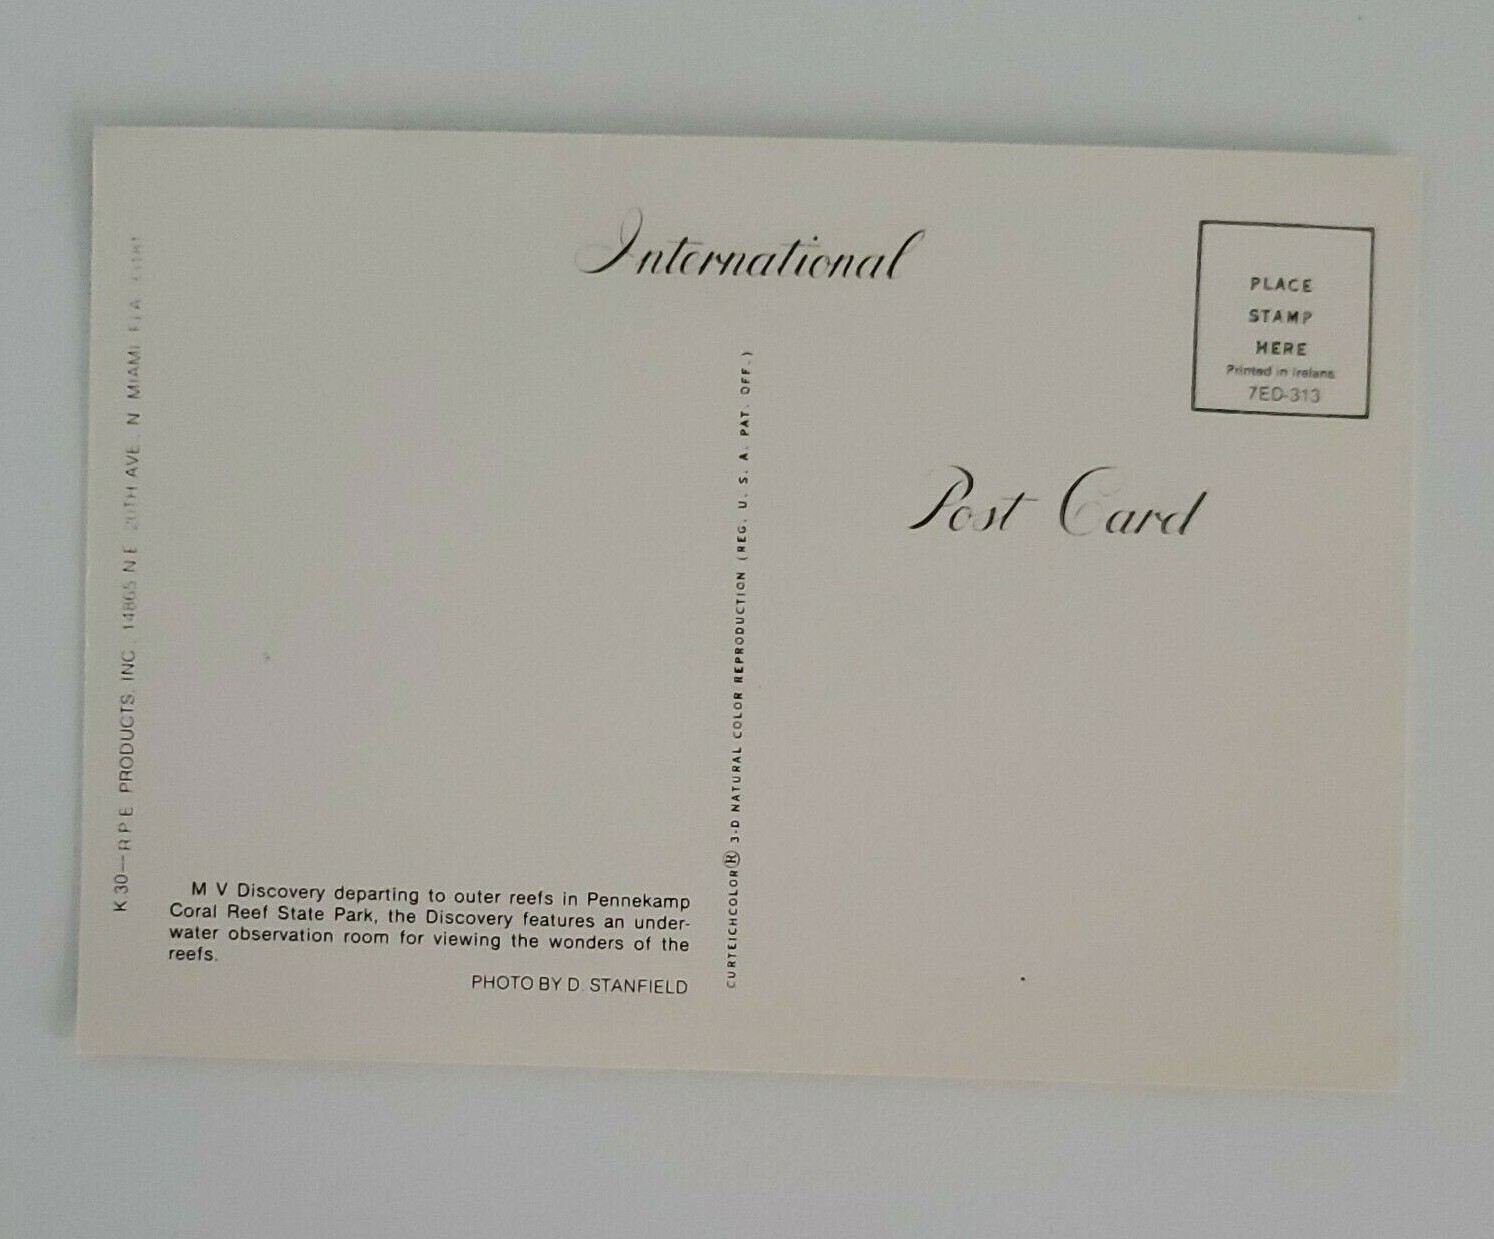 International
PLACE
STAMP
HERE
Printed in Ireland
7ED-313
Post Card
K 30—R P E PRODUCTS, INC. 14865 N E 20TH AVE. N MIAMI FLA
CURTEICHCOLOR® 3-D NATURAL COLOR REPRODUCTION (REG. U. S. A. PAT. OFF.)
M V Discovery departing to outer reefs in Pennekamp
Coral Reef State Park, the Discovery features an under-
water observation room for viewing the wonders of the
reefs.
PHOTO BY D. STANFIELD